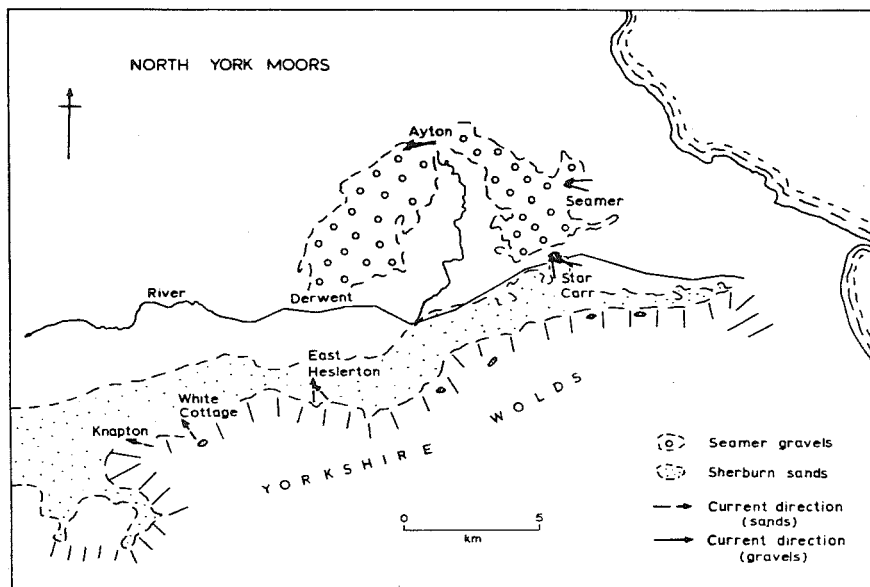 NORTH YORK MOORS
Ayton
Seamer
Star
Carr
River
Derwent
East
Heslerton
White
Cottage
Knapton
YORKSHIRE WOLDS
Seamer gravels
Sherburn sands
Current direction
(sands)
Current direction
(gravels)
0 5
km